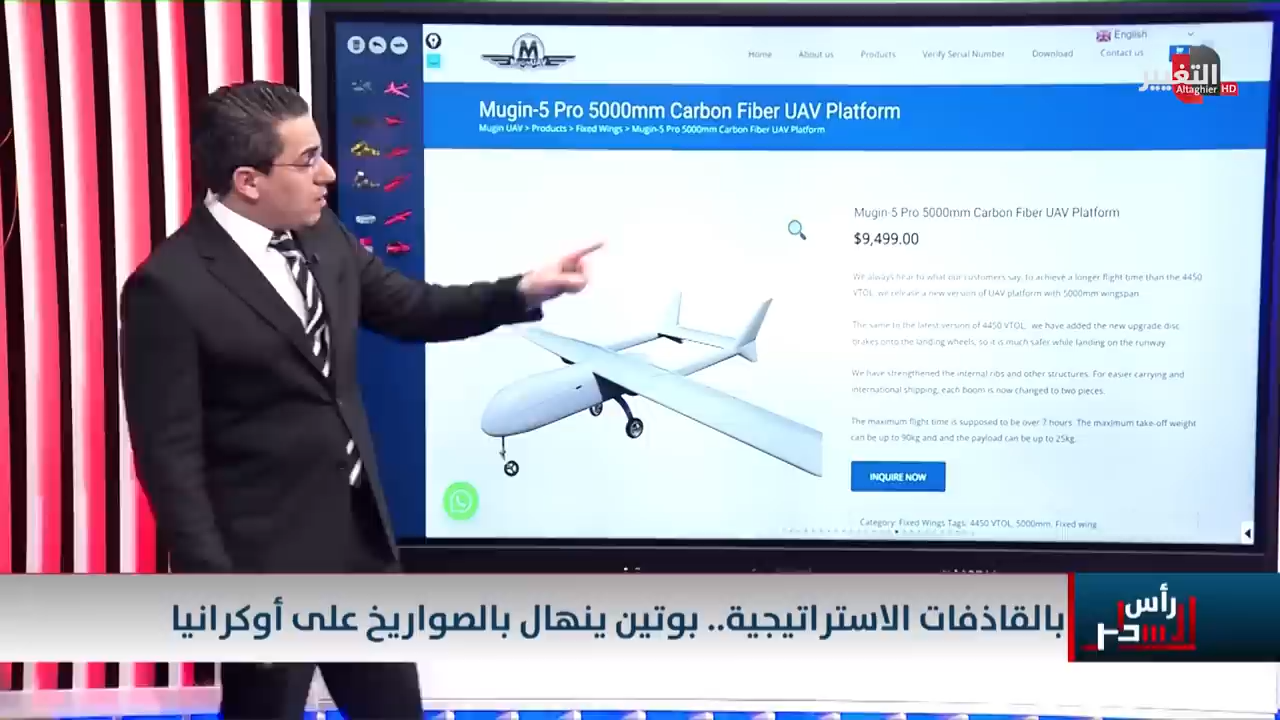 English
Home About us Products Verify Serial Number Download Contact us
M
التغيير
Altaghier HD
Mugin-5 Pro 5000mm Carbon Fiber UAV Platform
Mugin UAV > Products > Fixed Wings > Mugin-5 Pro 5000mm Carbon Fiber UAV Platform
Mugin-5 Pro 5000mm Carbon Fiber UAV Platform
$9,499.00
We always hear to what our customers say, to achieve a longer flight time than the 4450
VTOL, we release a new version of UAV platform with 5000mm wingspan
The same to the latest version of 4450 VTOL, we have added the new upgrade disc
brakes onto the landing wheels, so it is much safer while landing on the runway
We have strengthened the internal ribs and other structures. For easier carrying and
international shipping, each boom is now changed to two pieces.
The maximum flight time is supposed to be over 7 hours. The maximum take-off weight
can be up to 90kg and and the payload can be up to 25kg.
INQUIRE NOW
Category: Fixed Wings Tags: 4450 VTOL, 5000mm, Fixed wing
بالقاذفات الاستراتيجية.. بوتين ينهال بالصواريخ على أوكرانيا
رأس
السطر